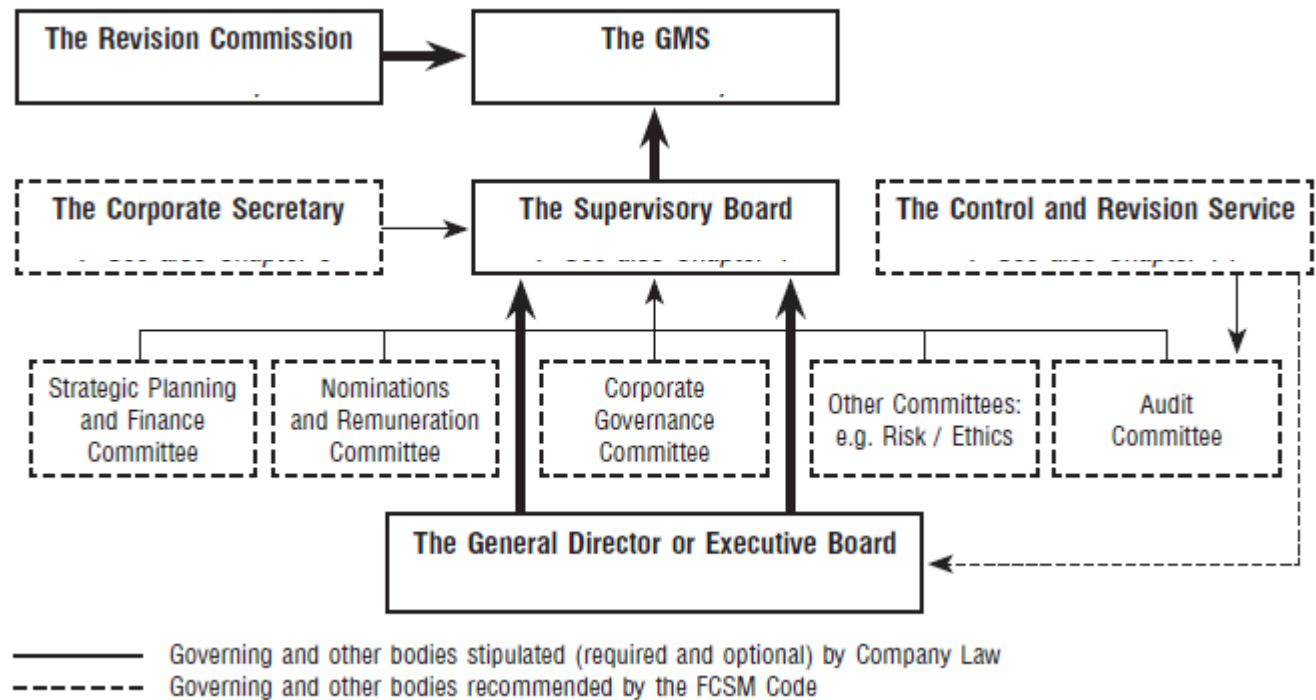 The Revision Commission
The GMS
The Corporate Secretary
The Supervisory Board
The Control and Revision Service
Strategic Planning
and Finance
Committee
Nominations
and Remuneration
Committee
Corporate
Governance
Committee
Other Committees:
e.g. Risk / Ethics
Audit
Committee
The General Director or Executive Board
Governing and other bodies stipulated (required and optional) by Company Law
Governing and other bodies recommended by the FCSM Code